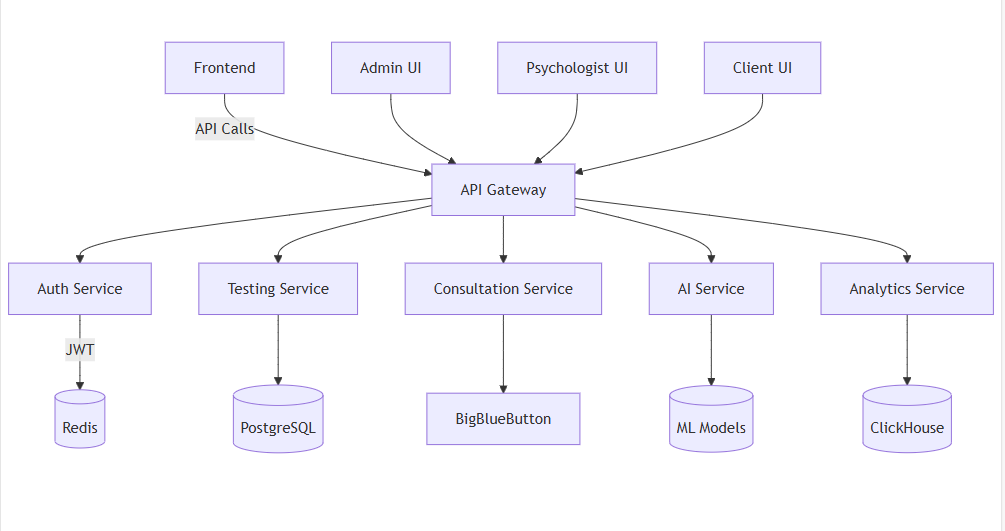 Frontend
Admin UI
Psychologist UI
Client UI
API Calls
API Gateway
Auth Service
Testing Service
Consultation Service
AI Service
Analytics Service
JWT
Redis
PostgreSQL
BigBlueButton
ML Models
ClickHouse